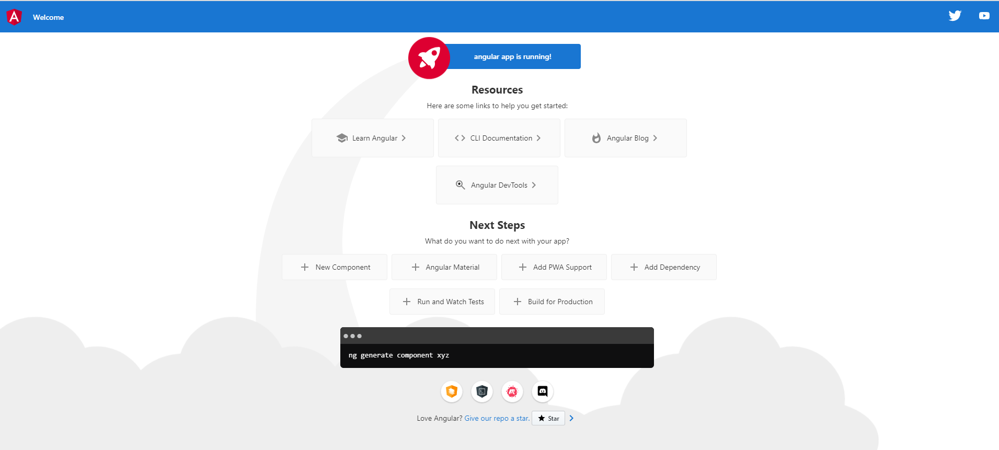 Welcome
angular app is running!
Resources
Here are some links to help you get started:
Learn Angular
CLI Documentation
Angular Blog
Angular DevTools
Next Steps
What do you want to do next with your app?
New Component
Angular Material
Add PWA Support
Add Dependency
Run and Watch Tests
Build for Production
ng generate component xyz
Love Angular? Give our repo a star. Star